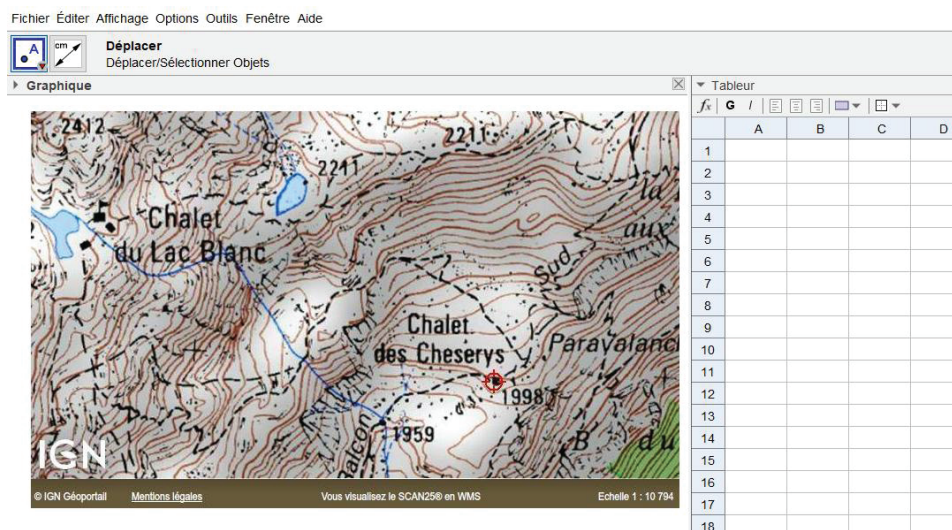 Fichier Éditer Affichage Options Outils Fenêtre Aide
A
cm
Déplacer
Déplacer/Sélectionner Objets
Graphique
Tableur
fx G I
A B C D
1
2
3
4
5
6
7
8
9
10
11
12
13
14
15
16
17
18
2412
2211
2211
la
aux
Chalet
du Lac Blanc
Sud
Chalet
des Cheserys
Paravalanc
1998
1959
B du
IGN
© IGN Géoportail Mentions légales Vous visualisez le SCAN25® en WMS Echelle 1 : 10 794